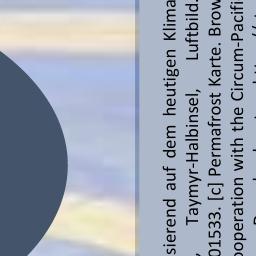 sierend auf dem heutigen Klima
Taymyr-Halbinsel, Luftbild.
01533. [c] Permafrost Karte. Brow
ooperation with the Circum-Pacifi